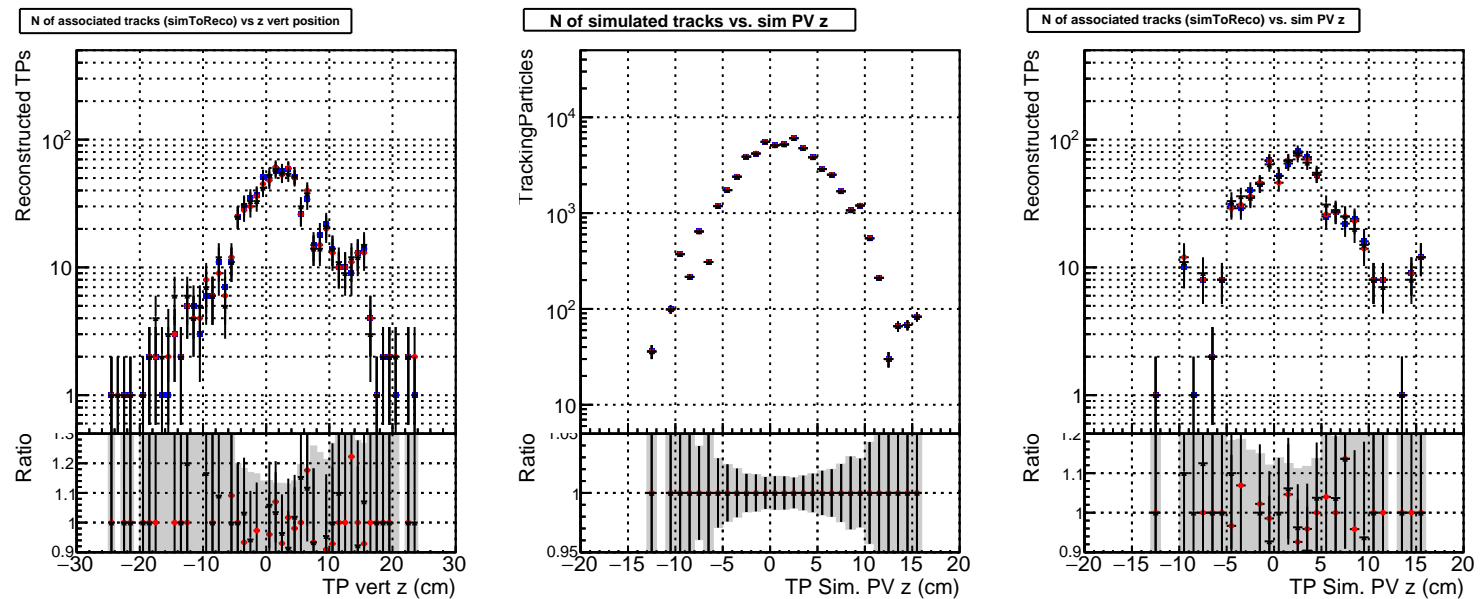 N of associated tracks (simToReco) vs z vert position
Reconstructed TPs
10²
10
1
Ratio
1.3
1.2
1.1
1
0.9
−30 −20 −10 0 10 20 30
TP vert z (cm)
N of simulated tracks vs. sim PV z
TrackingParticles
10⁴
10³
10²
10
Ratio
1.05
1
0.95
−20 −15 −10 −5 0 5 10 15 20
TP Sim. PV z (cm)
N of associated tracks (simToReco) vs. sim PV z
Reconstructed TPs
10²
10
1
Ratio
1.2
1.1
1
0.9
−20 −15 −10 −5 0 5 10 15 20
TP Sim. PV z (cm)